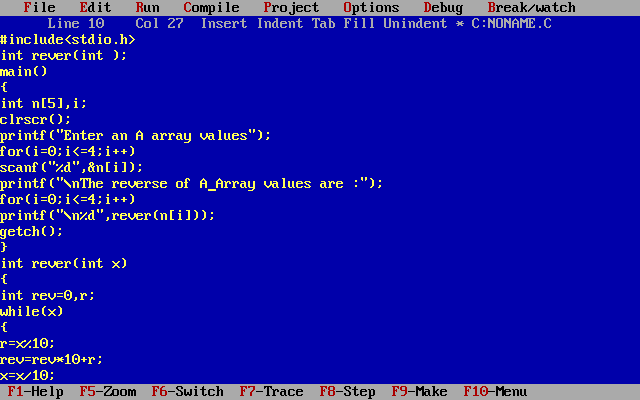 File Edit Run Compile Project Options Debug Break/watch
Line 10 Col 27 Insert Indent Tab Fill Unindent * C:NONAME.C
#include<stdio.h>
int rever(int );
main()
{
int n[5],i;
clrscr();
printf("Enter an A array values");
for(i=0;i<=4;i++)
scanf("%d",&n[i]);
printf("\nThe reverse of A_Array values are :");
for(i=0;i<=4;i++)
printf("\n%d",rever(n[i]));
getch();
}
int rever(int x)
{
int rev=0,r;
while(x)
{
r=x%10;
rev=rev*10+r;
x=x/10;
F1-Help F5-Zoom F6-Switch F7-Trace F8-Step F9-Make F10-Menu